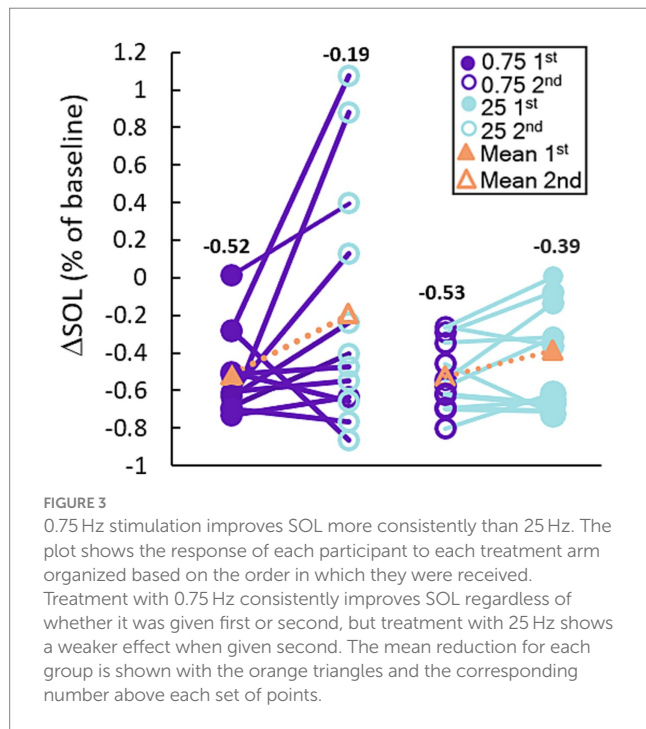 1.2
1
0.8
0.6
0.4
0.2
0
-0.2
-0.4
-0.6
-0.8
-1
ΔSOL (% of baseline)
-0.52
-0.19
-0.53
-0.39
0.75 1st
0.75 2nd
25 1st
25 2nd
Mean 1st
Mean 2nd
FIGURE 3
0.75 Hz stimulation improves SOL more consistently than 25 Hz. The
plot shows the response of each participant to each treatment arm
organized based on the order in which they were received.
Treatment with 0.75 Hz consistently improves SOL regardless of
whether it was given first or second, but treatment with 25 Hz shows
a weaker effect when given second. The mean reduction for each
group is shown with the orange triangles and the corresponding
number above each set of points.